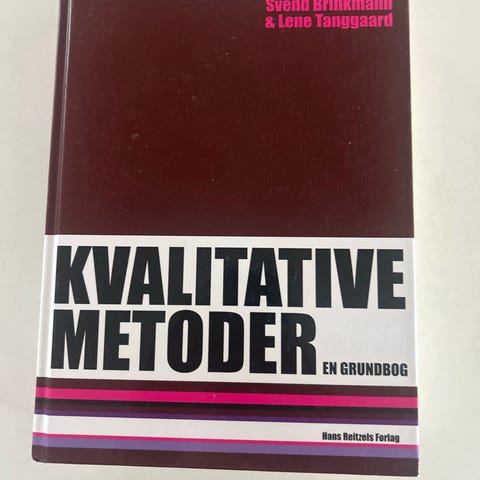 Svend Brinkmann
& Lene Tanggaard
KVALITATIVE
METODER
EN GRUNDBOG
Hans Reitzels Forlag